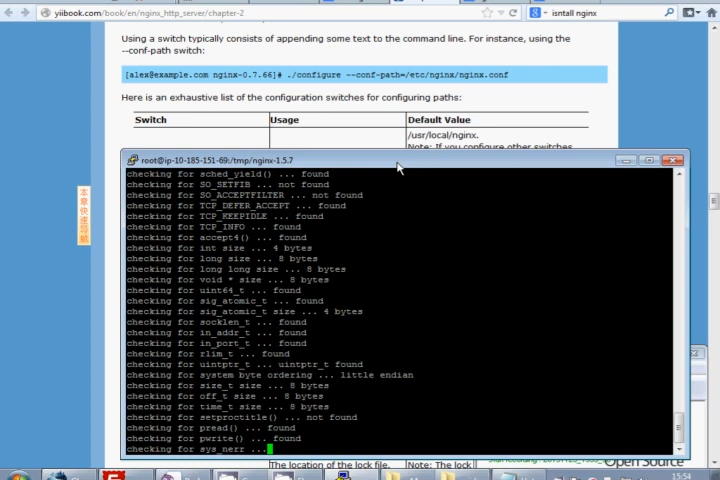 yiibook.com/book/en/nginx_http_server/chapter-2
isntall nginx
Using a switch typically consists of appending some text to the command line. For instance, using the
--conf-path switch:
[alex@example.com nginx-0.7.66]# ./configure --conf-path=/etc/nginx/nginx.conf
Here is an exhaustive list of the configuration switches for configuring paths:
Switch Usage Default Value
/usr/local/nginx.
Note: If you configure other switches
root@ip-10-185-151-69:/tmp/nginx-1.5.7
checking for sched_yield() ... found
checking for SO_SETFIB ... not found
checking for SO_ACCEPTFILTER ... not found
checking for TCP_DEFER_ACCEPT ... found
checking for TCP_KEEPIDLE ... found
checking for TCP_INFO ... found
checking for accept4() ... found
checking for int size ... 4 bytes
checking for long size ... 8 bytes
checking for long long size ... 8 bytes
checking for void * size ... 8 bytes
checking for uint64_t ... found
checking for sig_atomic_t ... found
checking for sig_atomic_t size ... 4 bytes
checking for socklen_t ... found
checking for in_addr_t ... found
checking for in_port_t ... found
checking for rlim_t ... found
checking for uintptr_t ... uintptr_t found
checking for system byte ordering ... little endian
checking for size_t size ... 8 bytes
checking for off_t size ... 8 bytes
checking for time_t size ... 8 bytes
checking for setproctitle() ... not found
checking for pread() ... found
checking for pwrite() ... found
checking for sys_nerr ...
The location of the lock file. Note: The lock
Open Source
15:54